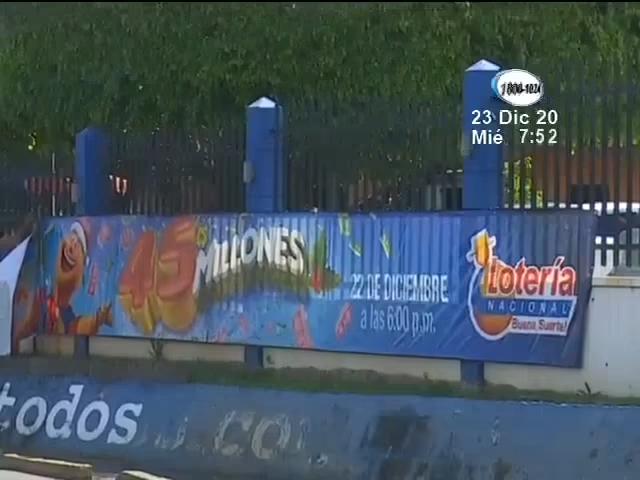 1800-1024
23 Dic 20
Mié 7:52
45
MILLONES
22 DE DICIEMBRE
a las 6:00 p.m.
Lotería
NACIONAL
Buena Suerte!
todos
co